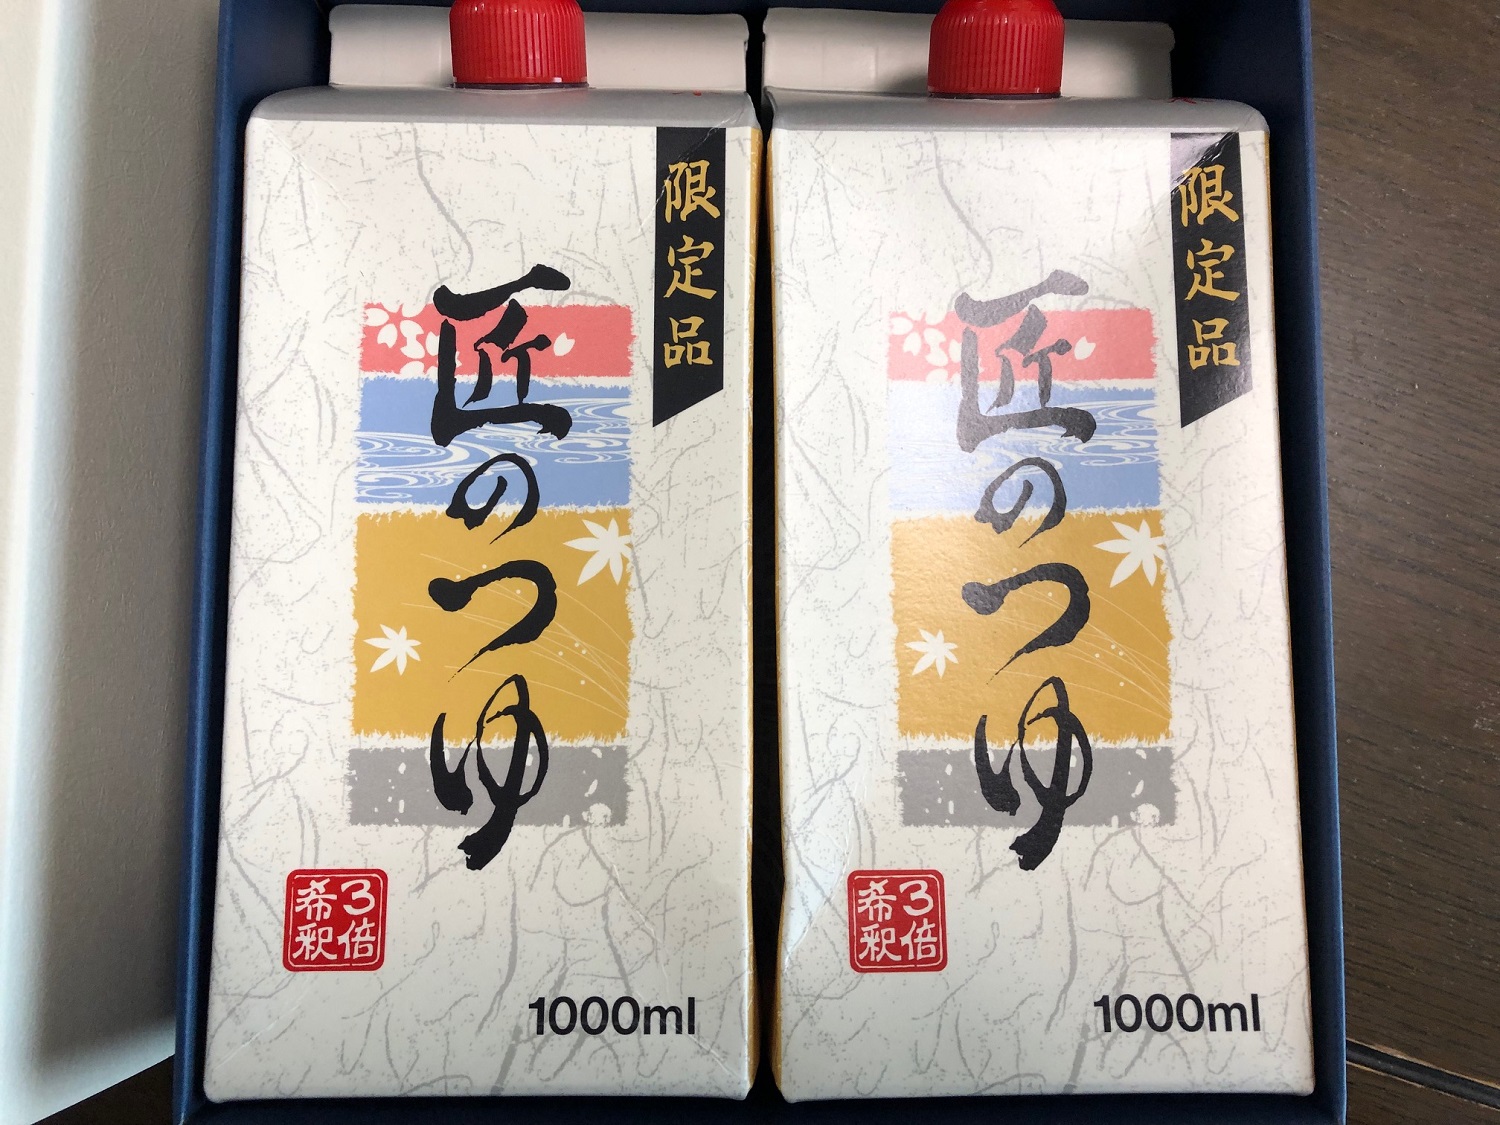 限定品
匠のつゆ
3倍
希釈
1000ml
限定品
匠のつゆ
3倍
希釈
1000ml